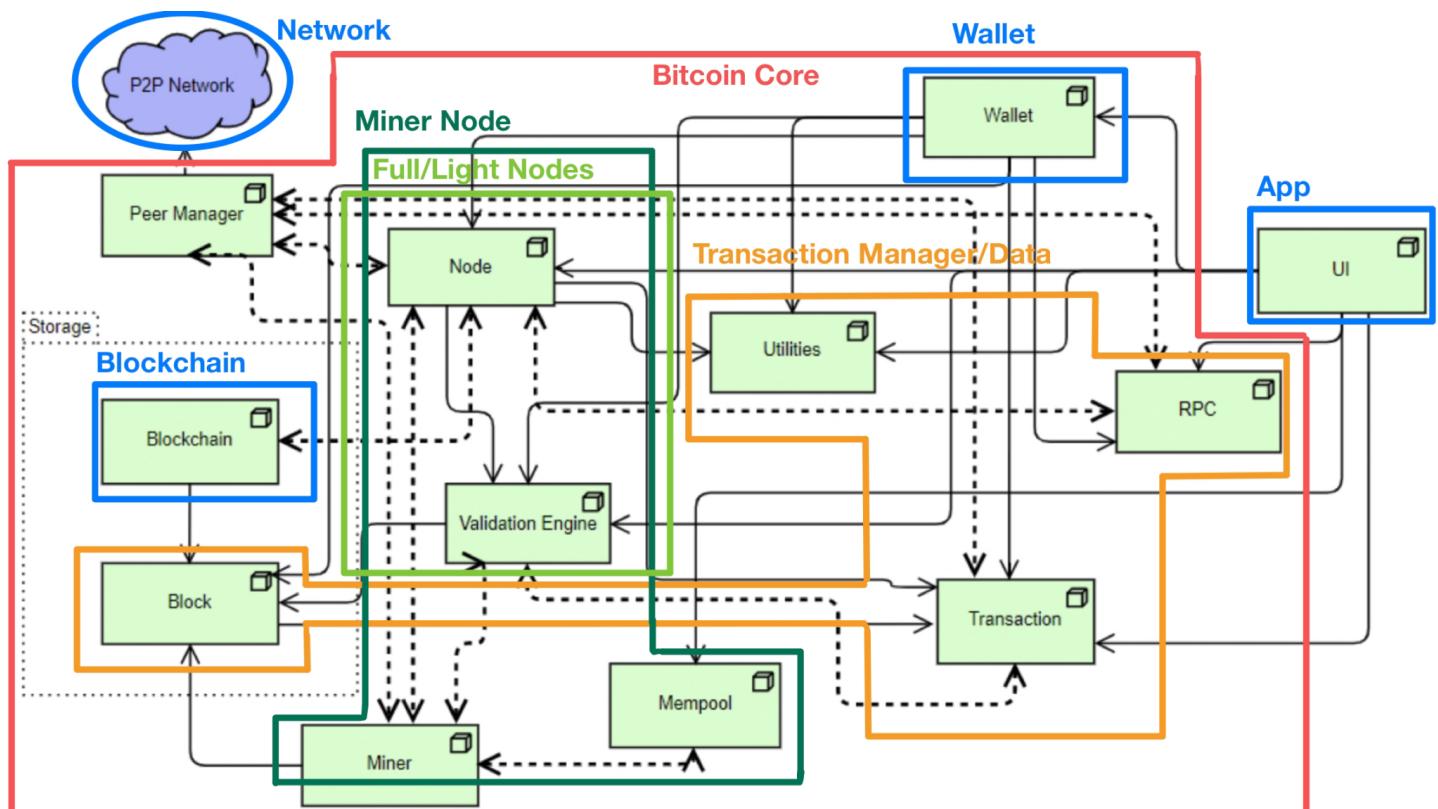 Network
Wallet
Bitcoin Core
P2P Network
Wallet
Miner Node
Full/Light Nodes
App
Peer Manager
Transaction Manager/Data
Node
UI
Storage
Utilities
Blockchain
RPC
Blockchain
Validation Engine
Block
Transaction
Mempool
Miner